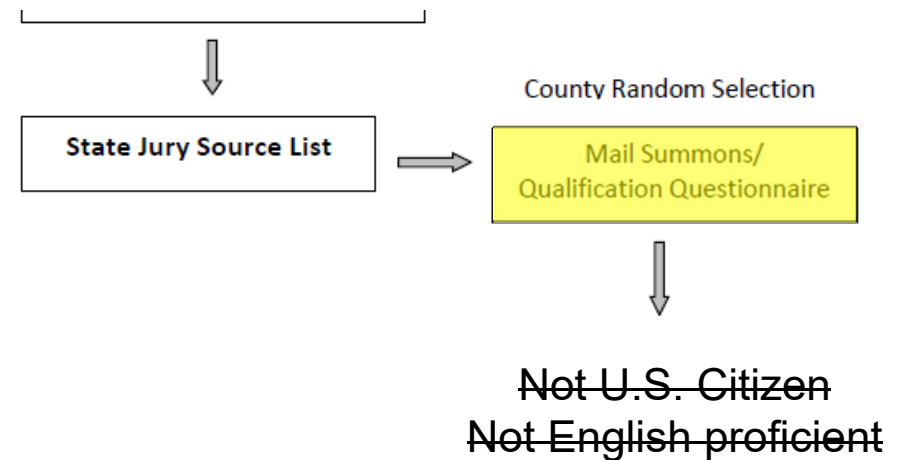 County Random Selection
State Jury Source List
Mail Summons/
Qualification Questionnaire
Not U.S. Citizen
Not English proficient